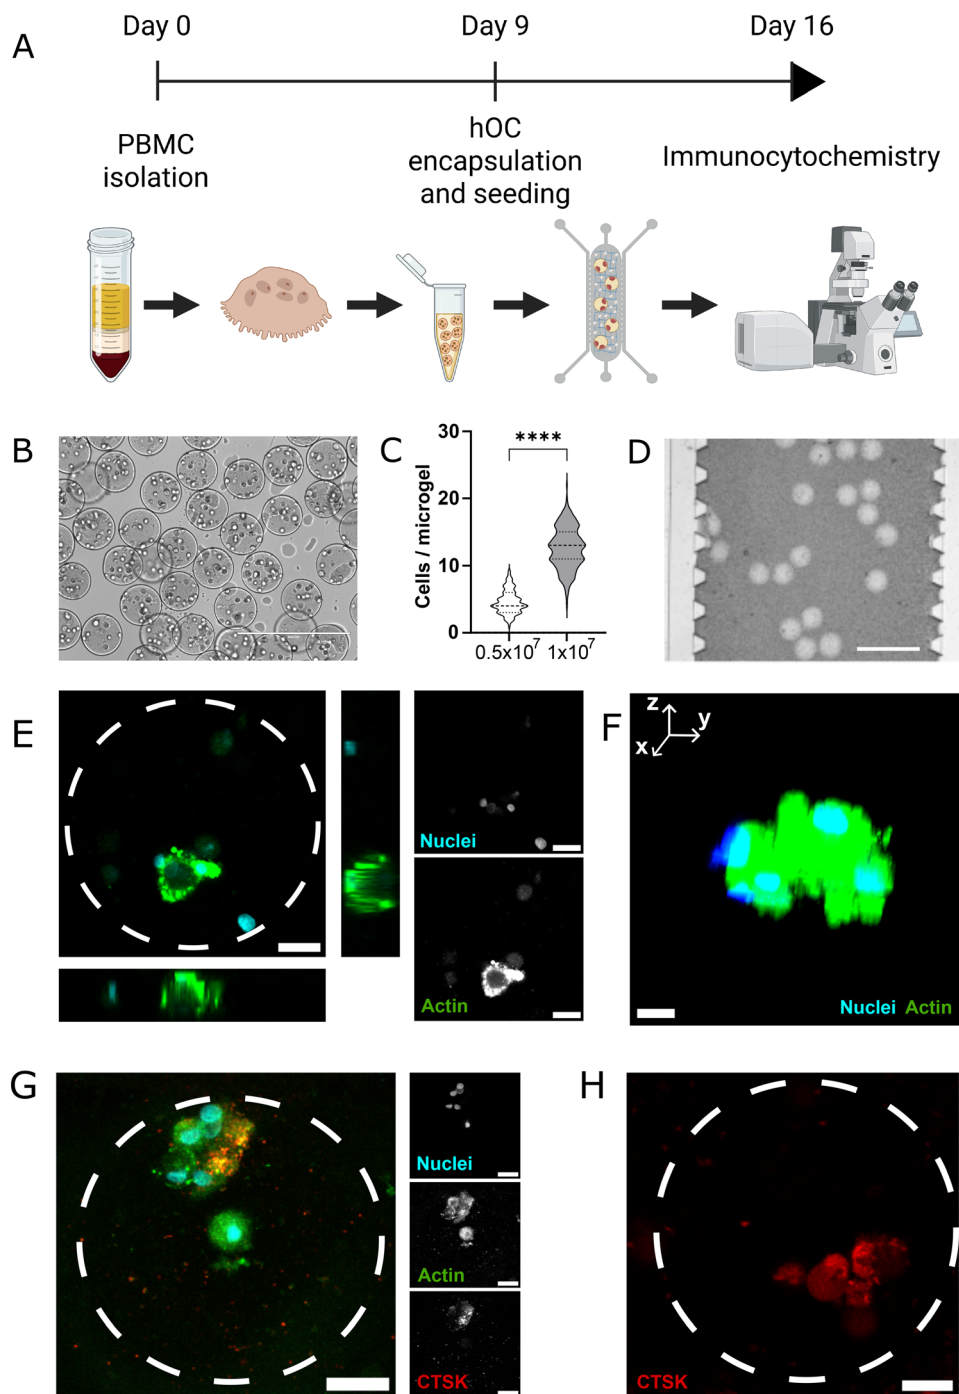 A
Day 0
Day 9
Day 16
PBMC
isolation
hOC
encapsulation
and seeding
Immunocytochemistry
B
C
Cells / microgel
30
20
10
0
****
0.5x10⁷
1x10⁷
D
E
Nuclei
Actin
F
z
y
x
Nuclei Actin
G
Nuclei
Actin
CTSK
H
CTSK